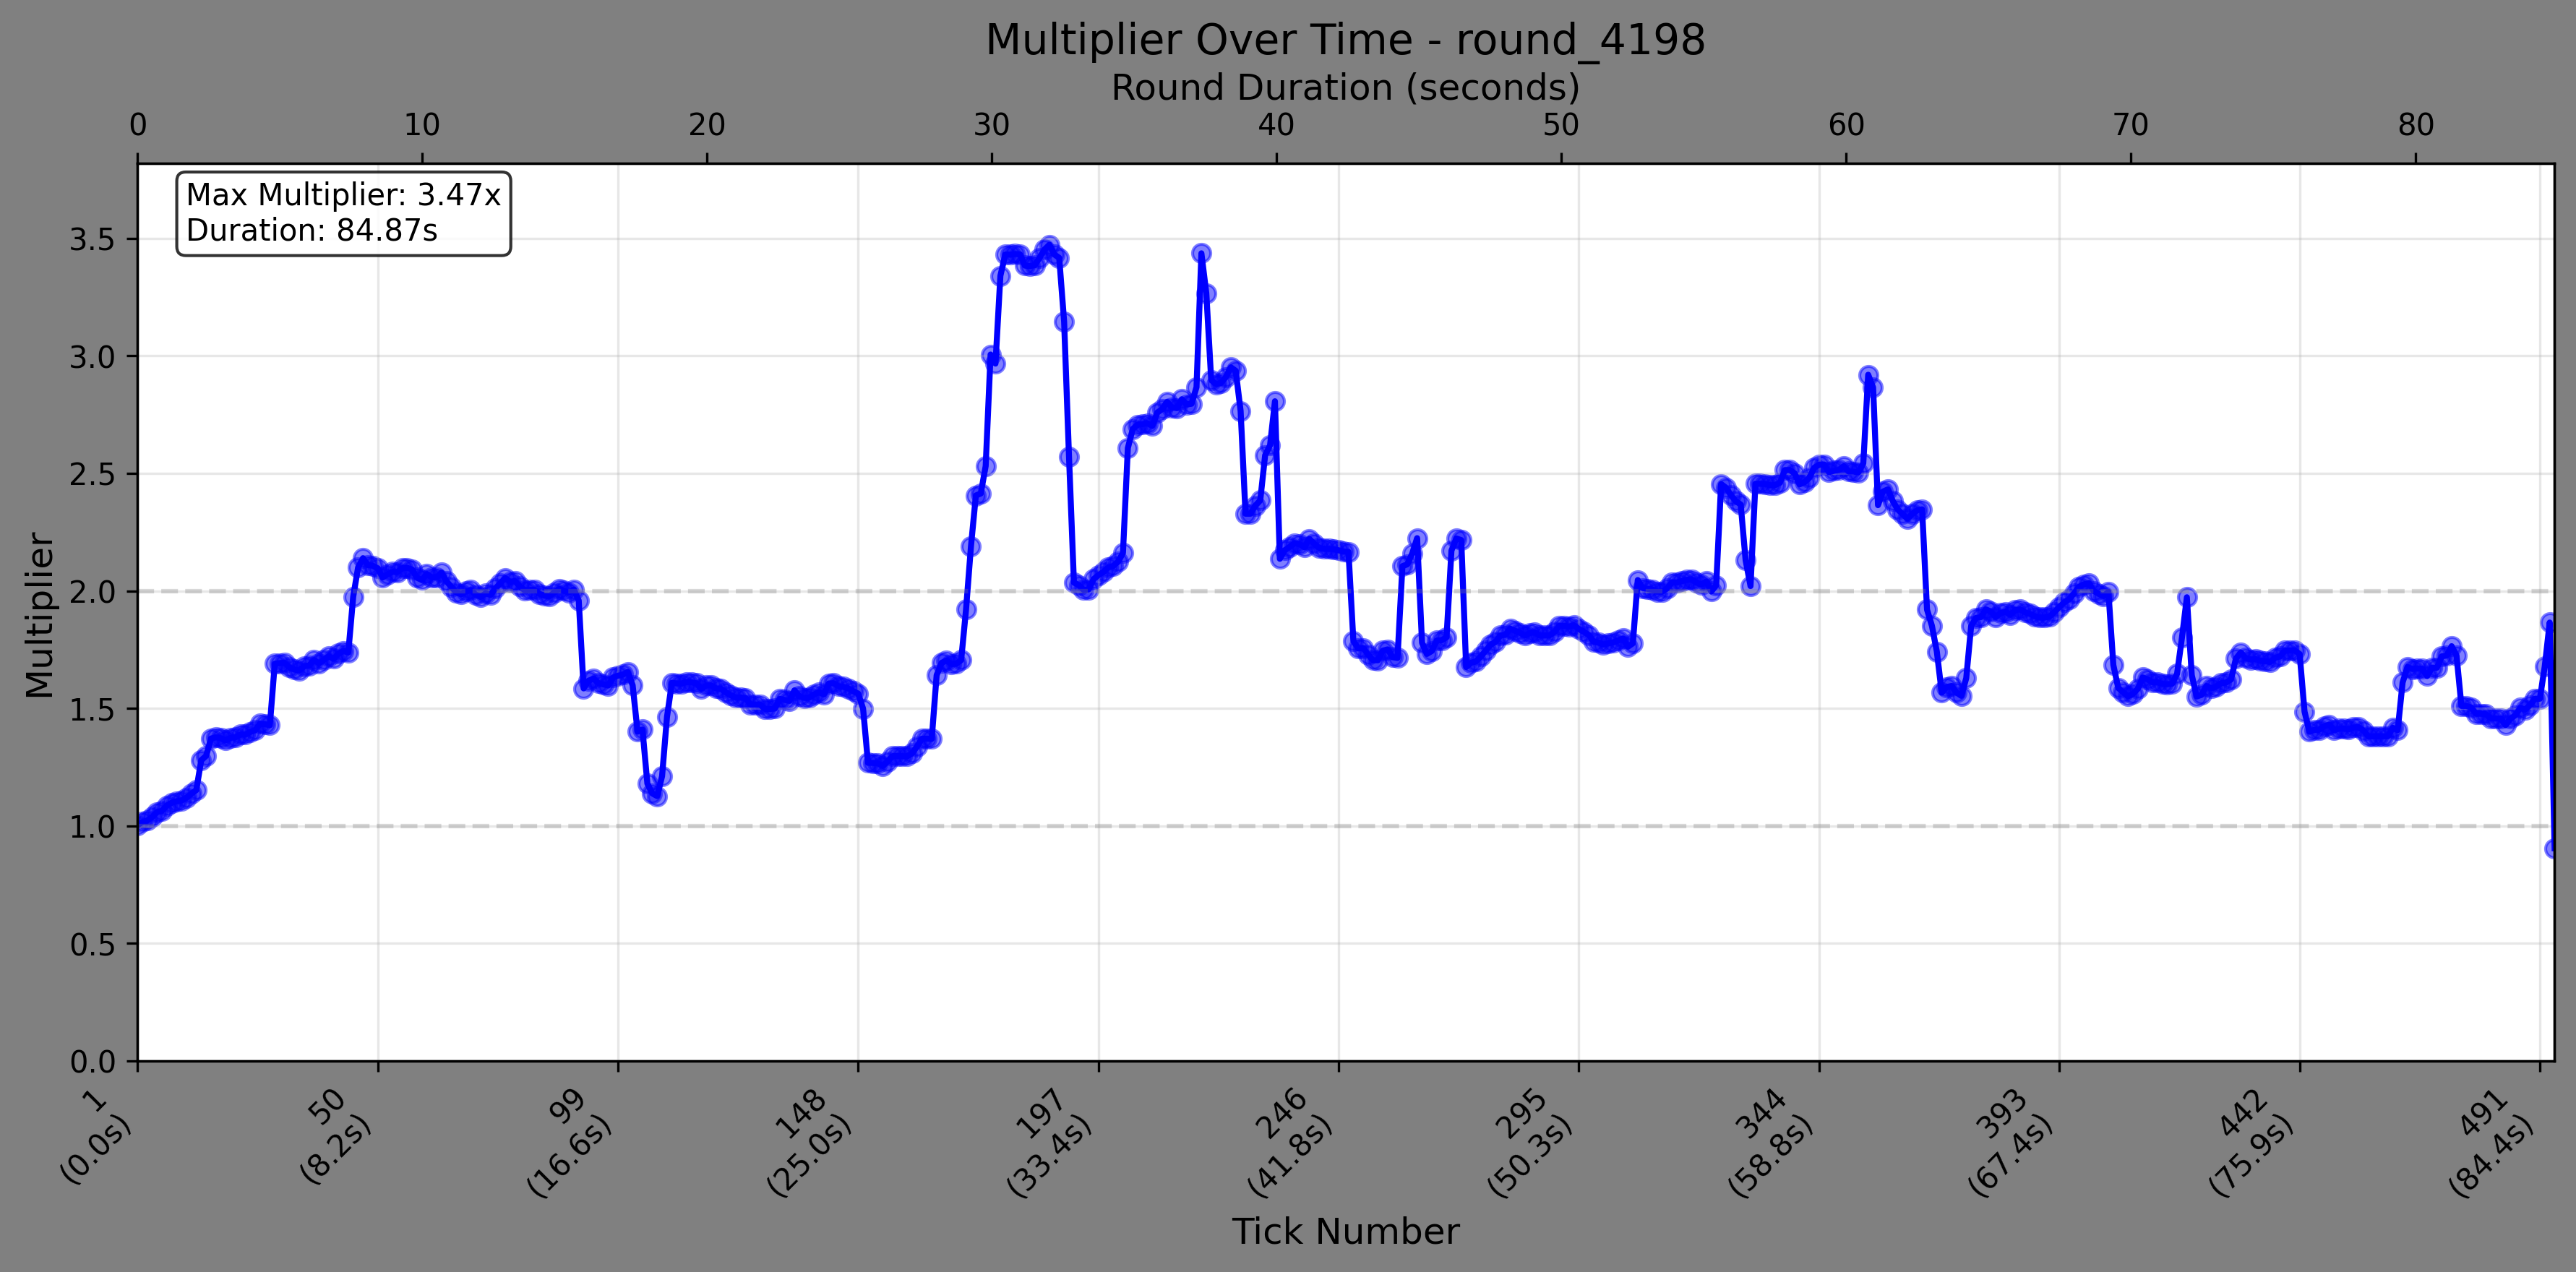 Multiplier Over Time - round_4198
Round Duration (seconds)
0 10 20 30 40 50 60 70 80
Max Multiplier: 3.47x
Duration: 84.87s
Multiplier
3.5
3.0
2.5
2.0
1.5
1.0
0.5
0.0
1
(0.0s)
50
(8.2s)
99
(16.6s)
148
(25.0s)
197
(33.4s)
246
(41.8s)
295
(50.3s)
344
(58.8s)
393
(67.4s)
442
(75.9s)
491
(84.4s)
Tick Number